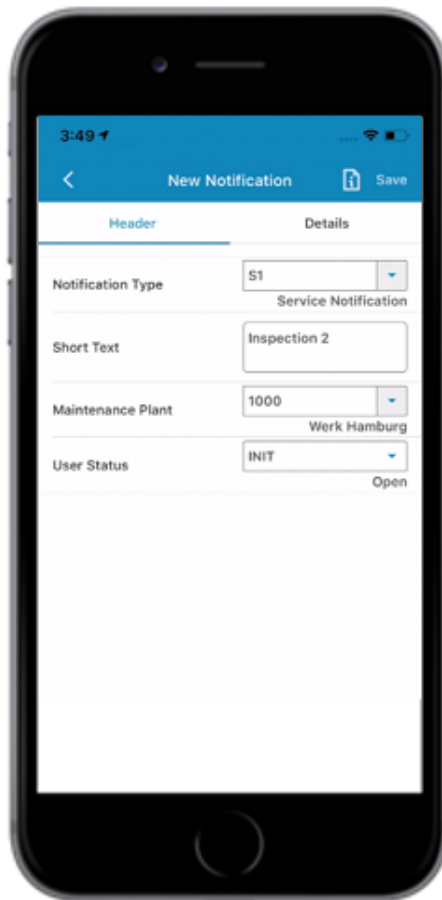 3:49
New Notification Save
Header Details
Notification Type S1
Service Notification
Short Text Inspection 2
Maintenance Plant 1000
Werk Hamburg
User Status INIT
Open